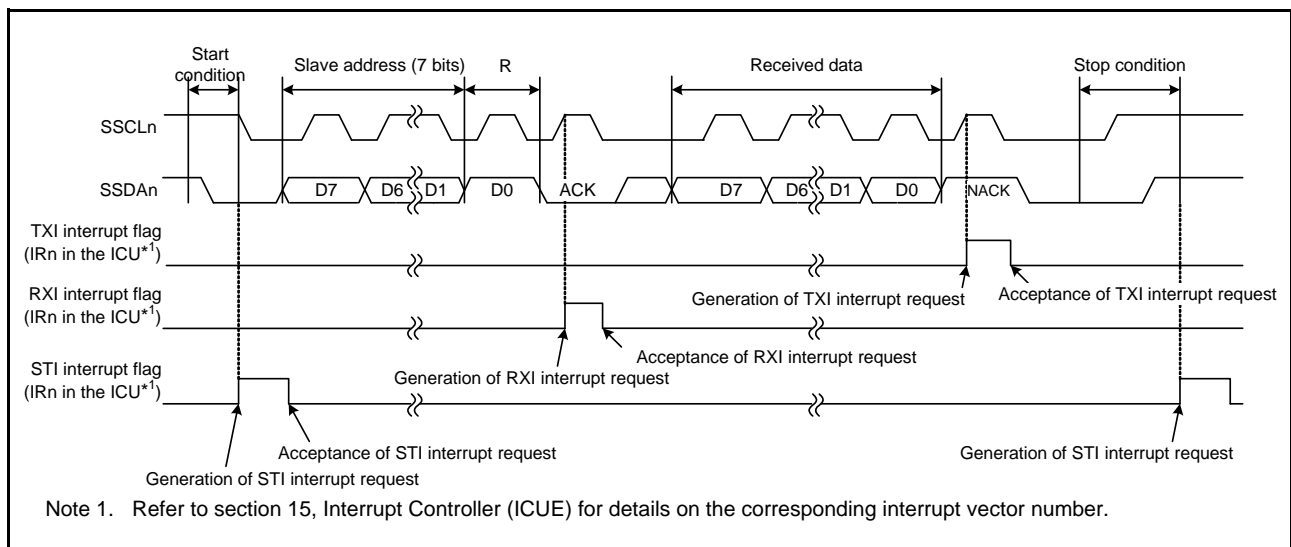 Start
condition
Slave address (7 bits)
R
Received data
Stop condition
SSCLn
SSDAn
D7
D6
D1
D0
ACK
D7
D6
D1
D0
NACK
TXI interrupt flag
(IRn in the ICU*1)
Generation of TXI interrupt request
Acceptance of TXI interrupt request
RXI interrupt flag
(IRn in the ICU*1)
Acceptance of RXI interrupt request
Generation of RXI interrupt request
STI interrupt flag
(IRn in the ICU*1)
Acceptance of STI interrupt request
Generation of STI interrupt request
Generation of STI interrupt request
Note 1. Refer to section 15, Interrupt Controller (ICUE) for details on the corresponding interrupt vector number.